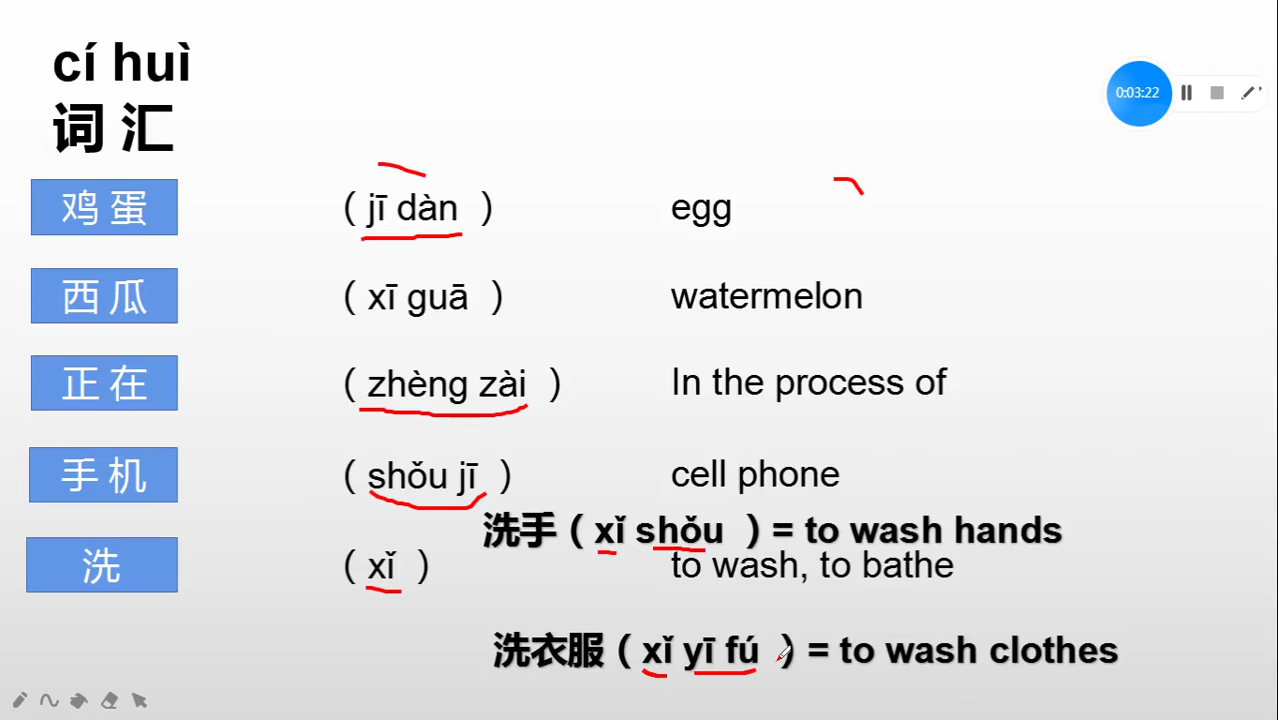 cí huì
词 汇
0:03:22
鸡 蛋 （ jī dàn ） egg
西 瓜 （ xī guā ） watermelon
正 在 （ zhèng zài ） In the process of
手 机 （ shǒu jī ） cell phone
洗手（ xǐ shǒu ）= to wash hands
洗 （ xǐ ） to wash, to bathe
洗衣服（ xǐ yī fú ）= to wash clothes